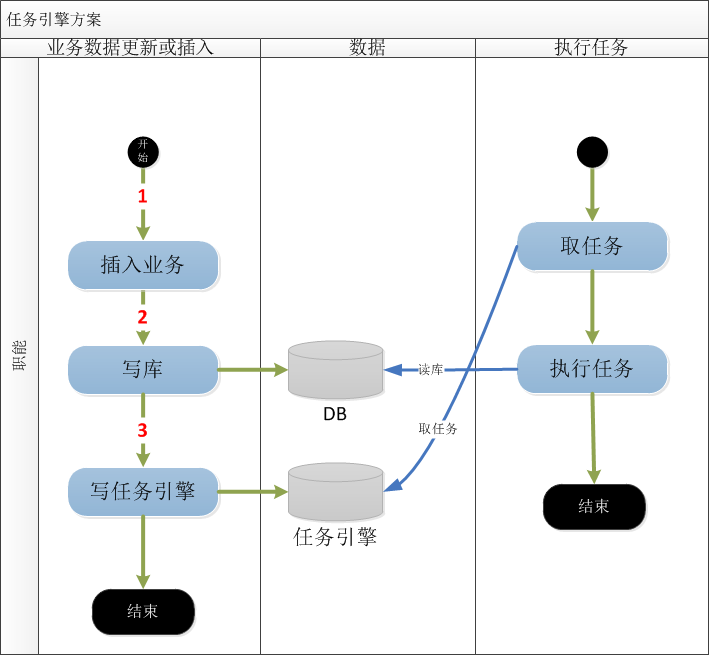 任务引擎方案
业务数据更新或插入
数据
执行任务
职能
开
始
1
插入业务
2
写库
3
写任务引擎
结束
DB
任务引擎
读库
取任务
取任务
执行任务
结束